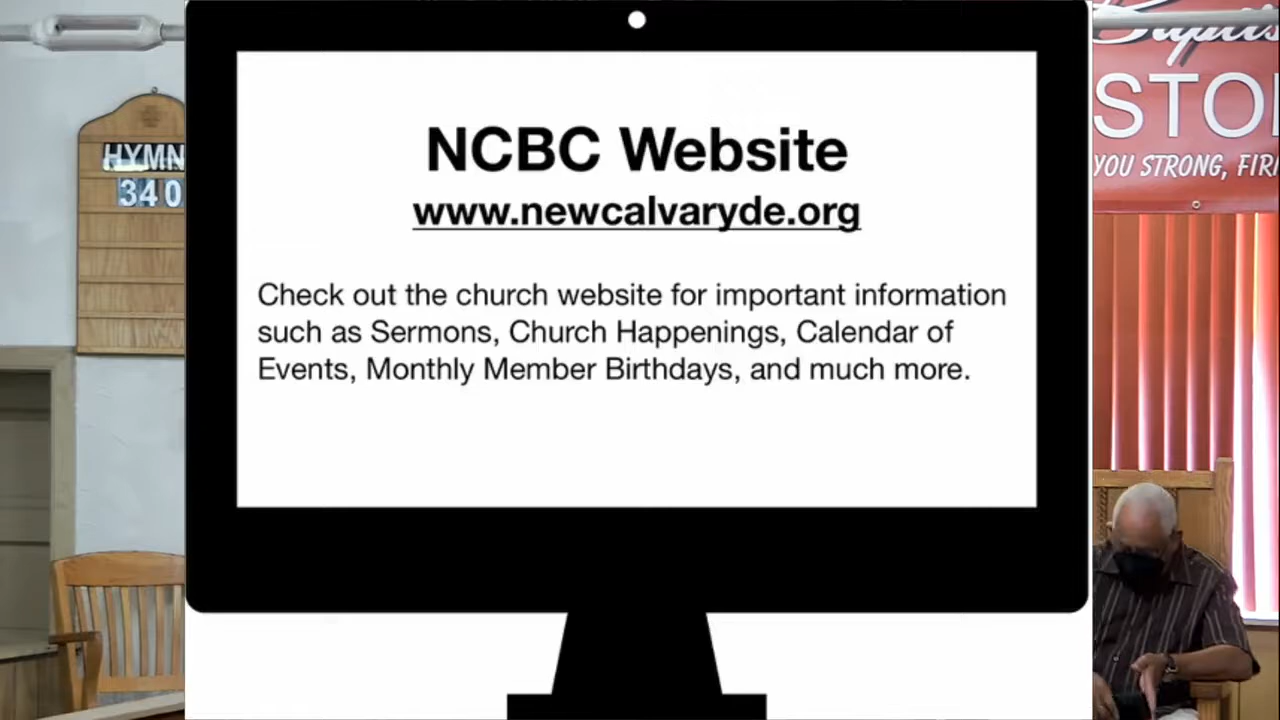 HYMN
340
NCBC Website
www.newcalvaryde.org
Check out the church website for important information
such as Sermons, Church Happenings, Calendar of
Events, Monthly Member Birthdays, and much more.
STO
YOU STRONG,